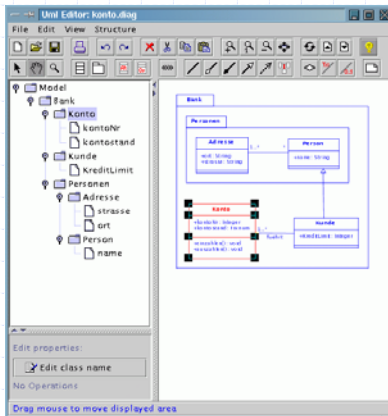 Uml Editor: konto.diag
File Edit View Structure
Model
Bank
Konto
kontoNr
kontostand
Kunde
KreditLimit
Personen
Adresse
strasse
ort
Person
name
Edit properties:
Edit class name
No Operations
Drag mouse to move displayed area
Bank
Personen
Adresse
Person
Konto
Kunde